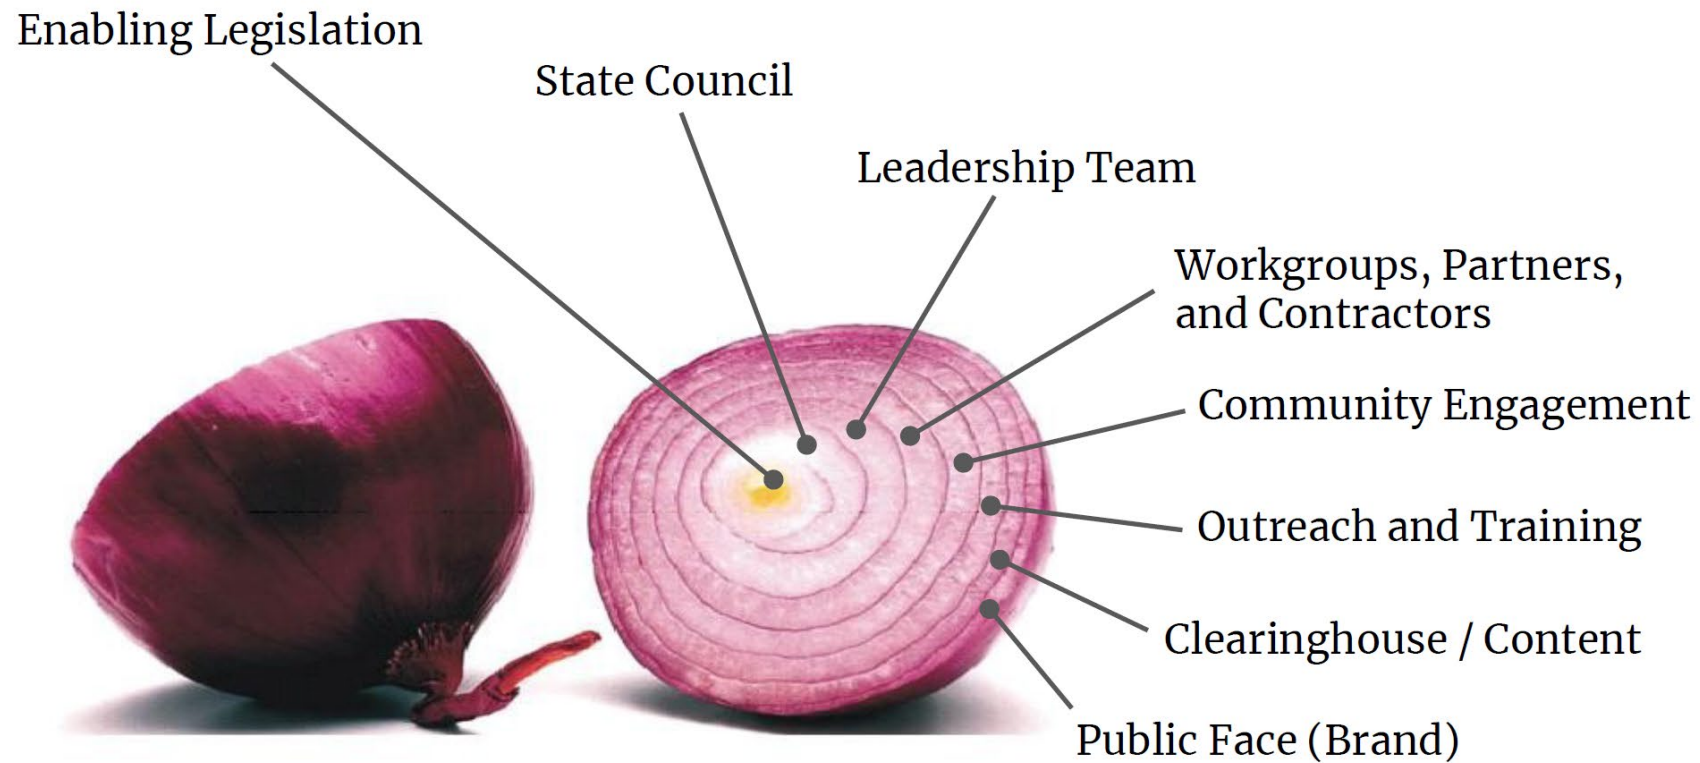 Enabling Legislation
State Council
Leadership Team
Workgroups, Partners,
and Contractors
Community Engagement
Outreach and Training
Clearinghouse / Content
Public Face (Brand)